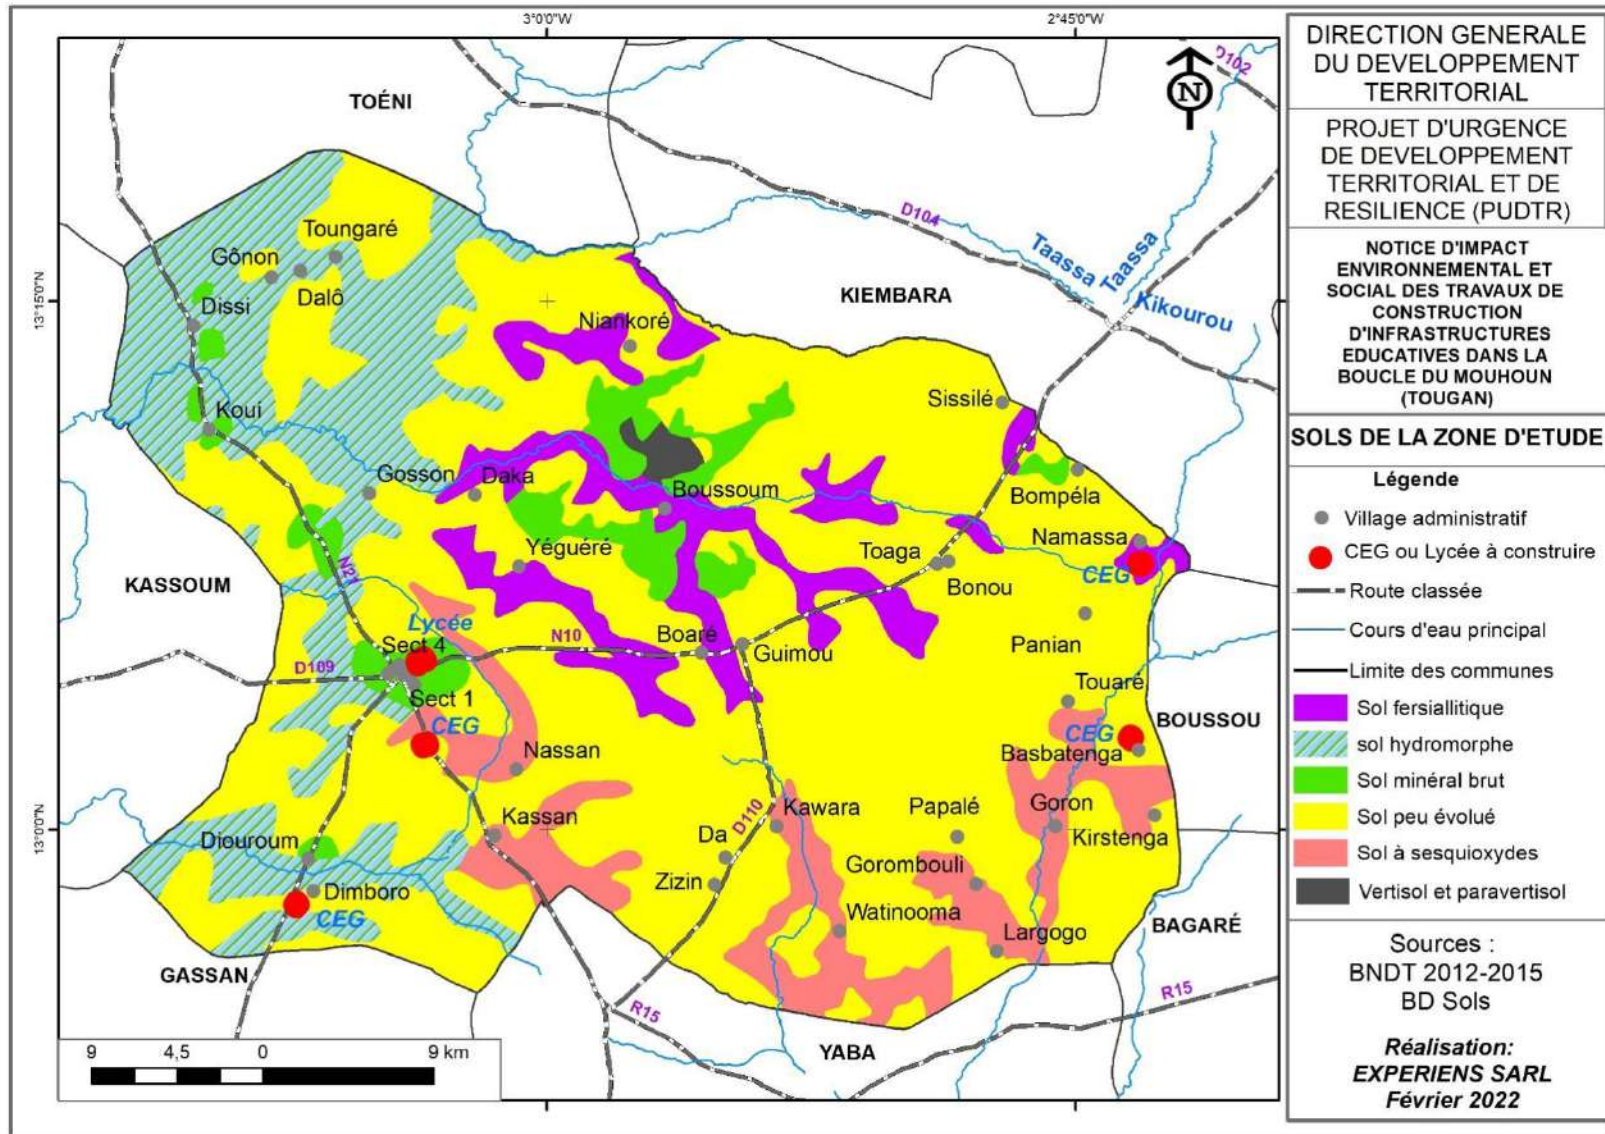 3°0'0"W
2°45'0"W
13°15'0"N
13°0'0"N
TOÉNI
KIEMBARA
KASSOUM
BOUSSOU
BAGARÉ
GASSAN
YABA
D102
D104
Taassa
Taassa
Kikourou
Toungaré
Gônon
Dalô
Dissi
Niankoré
Koui
Sissilé
Gosson
Daka
Boussoum
Bompéla
Yéguéré
Toaga
Namassa
Bonou
CEG
N21
Lycée
Sect 4
N10
Boaré
Guimou
Panian
D109
Sect 1
CEG
Touaré
CEG
Basbatenga
Nassan
Kassan
Kawara
Papalé
Goron
Kirstenga
D110
Diouroum
Da
Gorombouli
Zizin
Dimboro
CEG
Watinooma
Largogo
R15
R15
9 4,5 0 9 km
DIRECTION GENERALE
DU DEVELOPPEMENT
TERRITORIAL
PROJET D'URGENCE
DE DEVELOPPEMENT
TERRITORIAL ET DE
RESILIENCE (PUDTR)
NOTICE D'IMPACT
ENVIRONNEMENTAL ET
SOCIAL DES TRAVAUX DE
CONSTRUCTION
D'INFRASTRUCTURES
EDUCATIVES DANS LA
BOUCLE DU MOUHOUN
(TOUGAN)
SOLS DE LA ZONE D'ETUDE
Légende
Village administratif
CEG ou Lycée à construire
Route classée
Cours d'eau principal
Limite des communes
Sol fersiallitique
sol hydromorphe
Sol minéral brut
Sol peu évolué
Sol à sesquioxydes
Vertisol et paravertisol
Sources :
BNDT 2012-2015
BD Sols
Réalisation:
EXPERIENS SARL
Février 2022
N